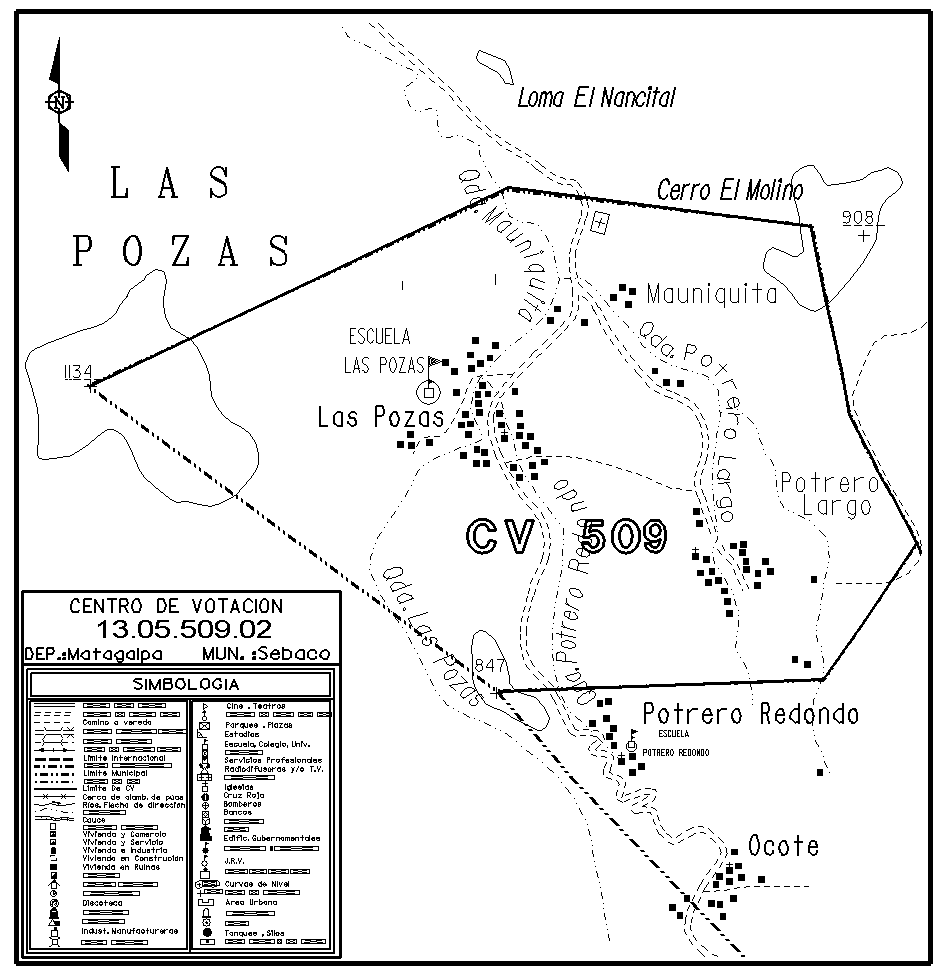 N
Loma El Nancital
LAS
POZAS
Qda. Mauniquita
Cerro El Molino
908
Mauniquita
ESCUELA
LAS POZAS
1134
Las Pozas
Qda. Potrero Largo
Potrero
Largo
CV 509
Qda. Potrero Redondo
Qda. Las Pozas
847
Potrero Redondo
ESCUELA
POTRERO REDONDO
Ocote
CENTRO DE VOTACION
13.05.509.02
DEP.:Matagalpa MUN. :Sebaco
SIMBOLOGIA
Camino o vereda
Limite Internacional
Limite Municipal
Limite De CV
Cerca de alamb. de puas
Rios. Flecha de direccion
Cauce
Vivienda y Comercio
Vivienda y Servicio
Vivienda e Industria
Vivienda en Construcción
Vivienda en Ruinas
Discoteca
Indust. Manufactureras
Cine . Teatros
Parques . Plazas
Estadios
Escuela, Colegio, Univ.
Servicios Profesionales
Radiodifusoras y/o T.V.
Iglesias
Cruz Roja
Bomberos
Bancos
Edific. Gubernamentales
J.R.V.
Curvas de Nivel
Area Urbana
Tanques , Silos